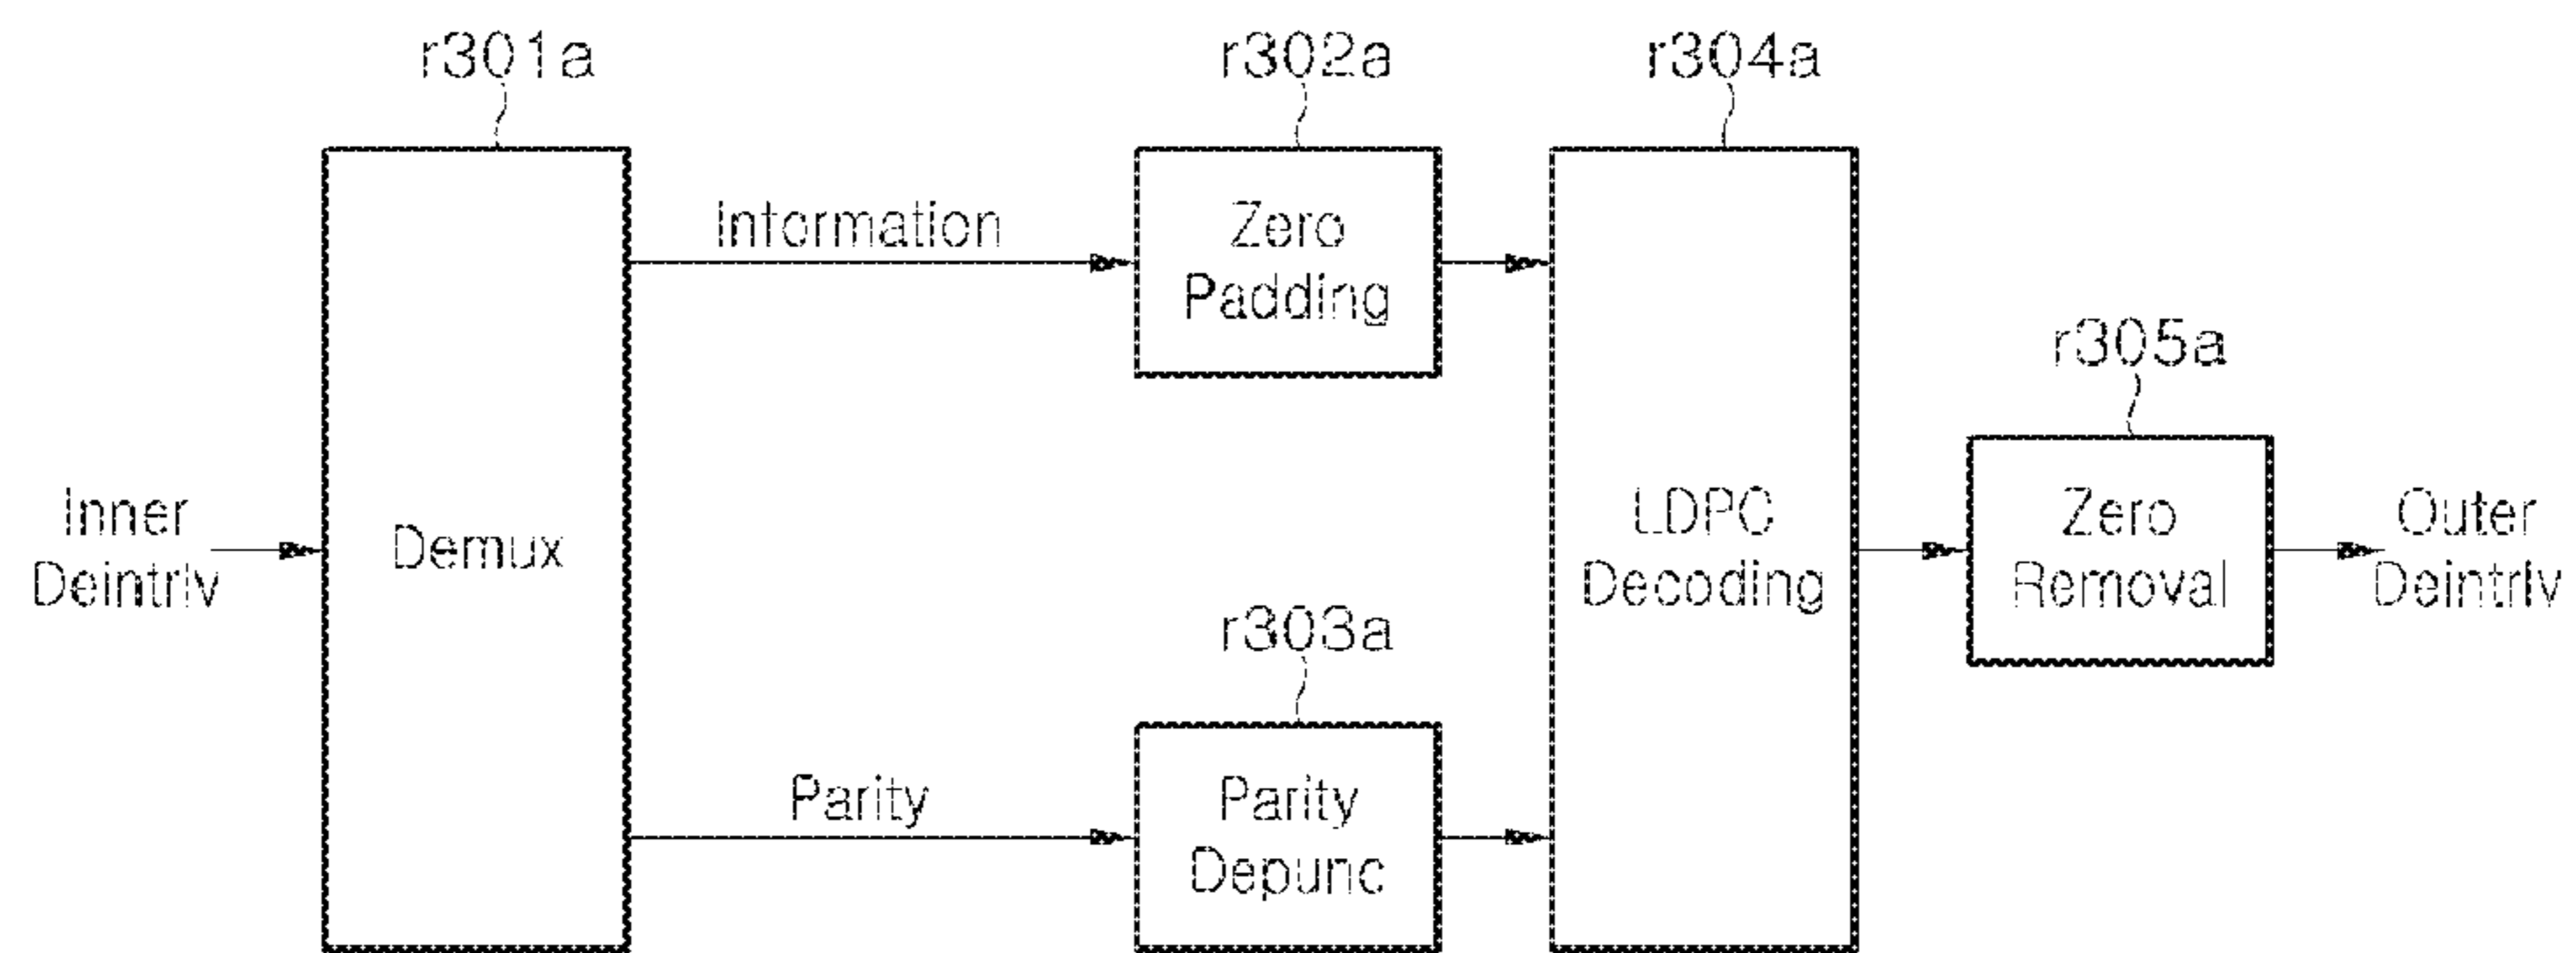 r301a
r302a
r304a
Information
Zero
Padding
r305a
Inner
Deintrlv
Demux
LDPC
Decoding
Zero
Removal
Outer
Deintrlv
r303a
Parity
Parity
Depunc